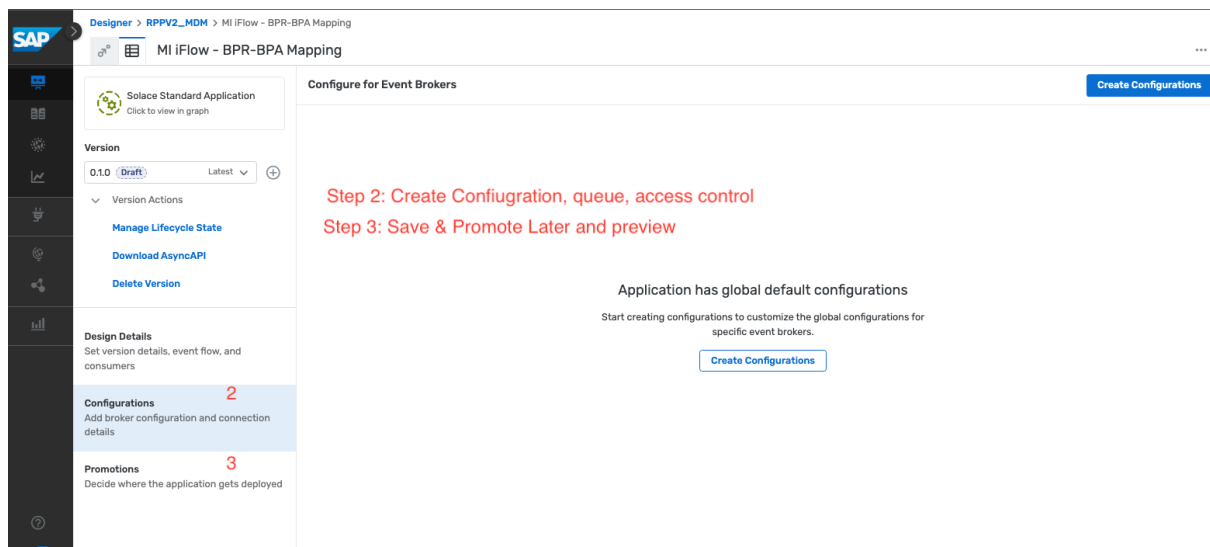 Designer > RPPV2_MDM > MI iFlow - BPR-BPA Mapping
SAP
MI iFlow - BPR-BPA Mapping
Solace Standard Application
Click to view in graph
Configure for Event Brokers
Create Configurations
Version
0.1.0 Draft Latest
Version Actions
Manage Lifecycle State
Download AsyncAPI
Delete Version
Step 2: Create Confiugration, queue, access control
Step 3: Save & Promote Later and preview
Application has global default configurations
Start creating configurations to customize the global configurations for
specific event brokers.
Create Configurations
Design Details
Set version details, event flow, and
consumers
2
Configurations
Add broker configuration and connection
details
3
Promotions
Decide where the application gets deployed